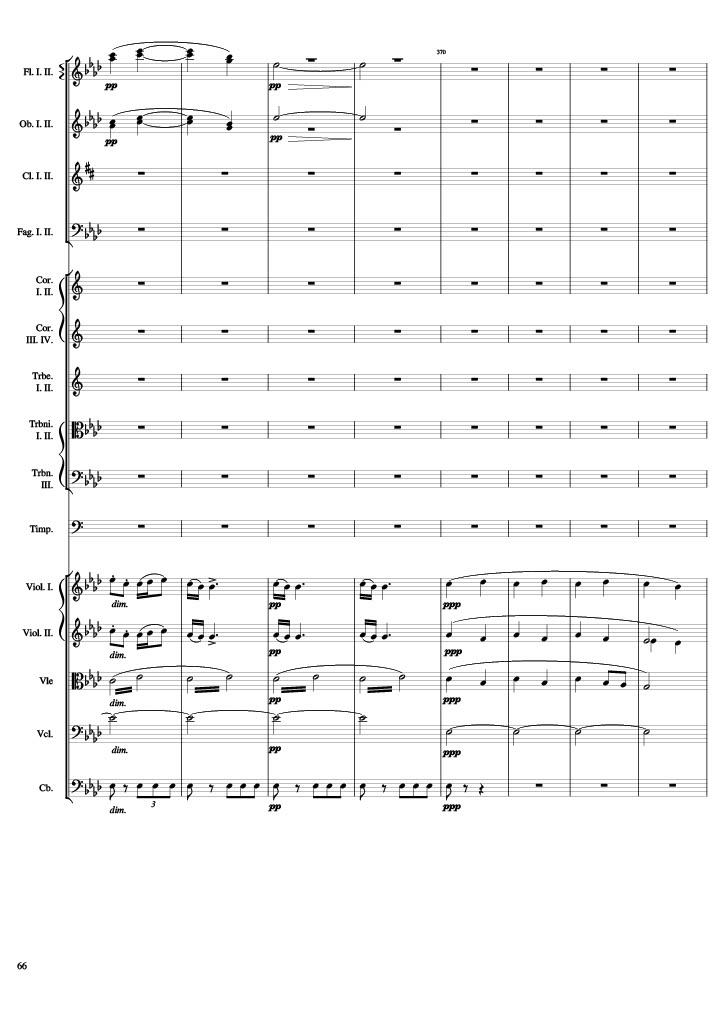 370
Fl. I. II.
pp
pp
Ob. I. II.
pp
pp
Cl. I. II.
Fag. I. II.
Cor.
I. II.
Cor.
III. IV.
Trbe.
I. II.
Trbni.
I. II.
Trbn.
III.
Timp.
Viol. I.
dim.
pp
ppp
Viol. II.
dim.
pp
ppp
Vle
dim.
pp
ppp
Vcl.
dim.
pp
ppp
Cb.
3
dim.
pp
ppp
66